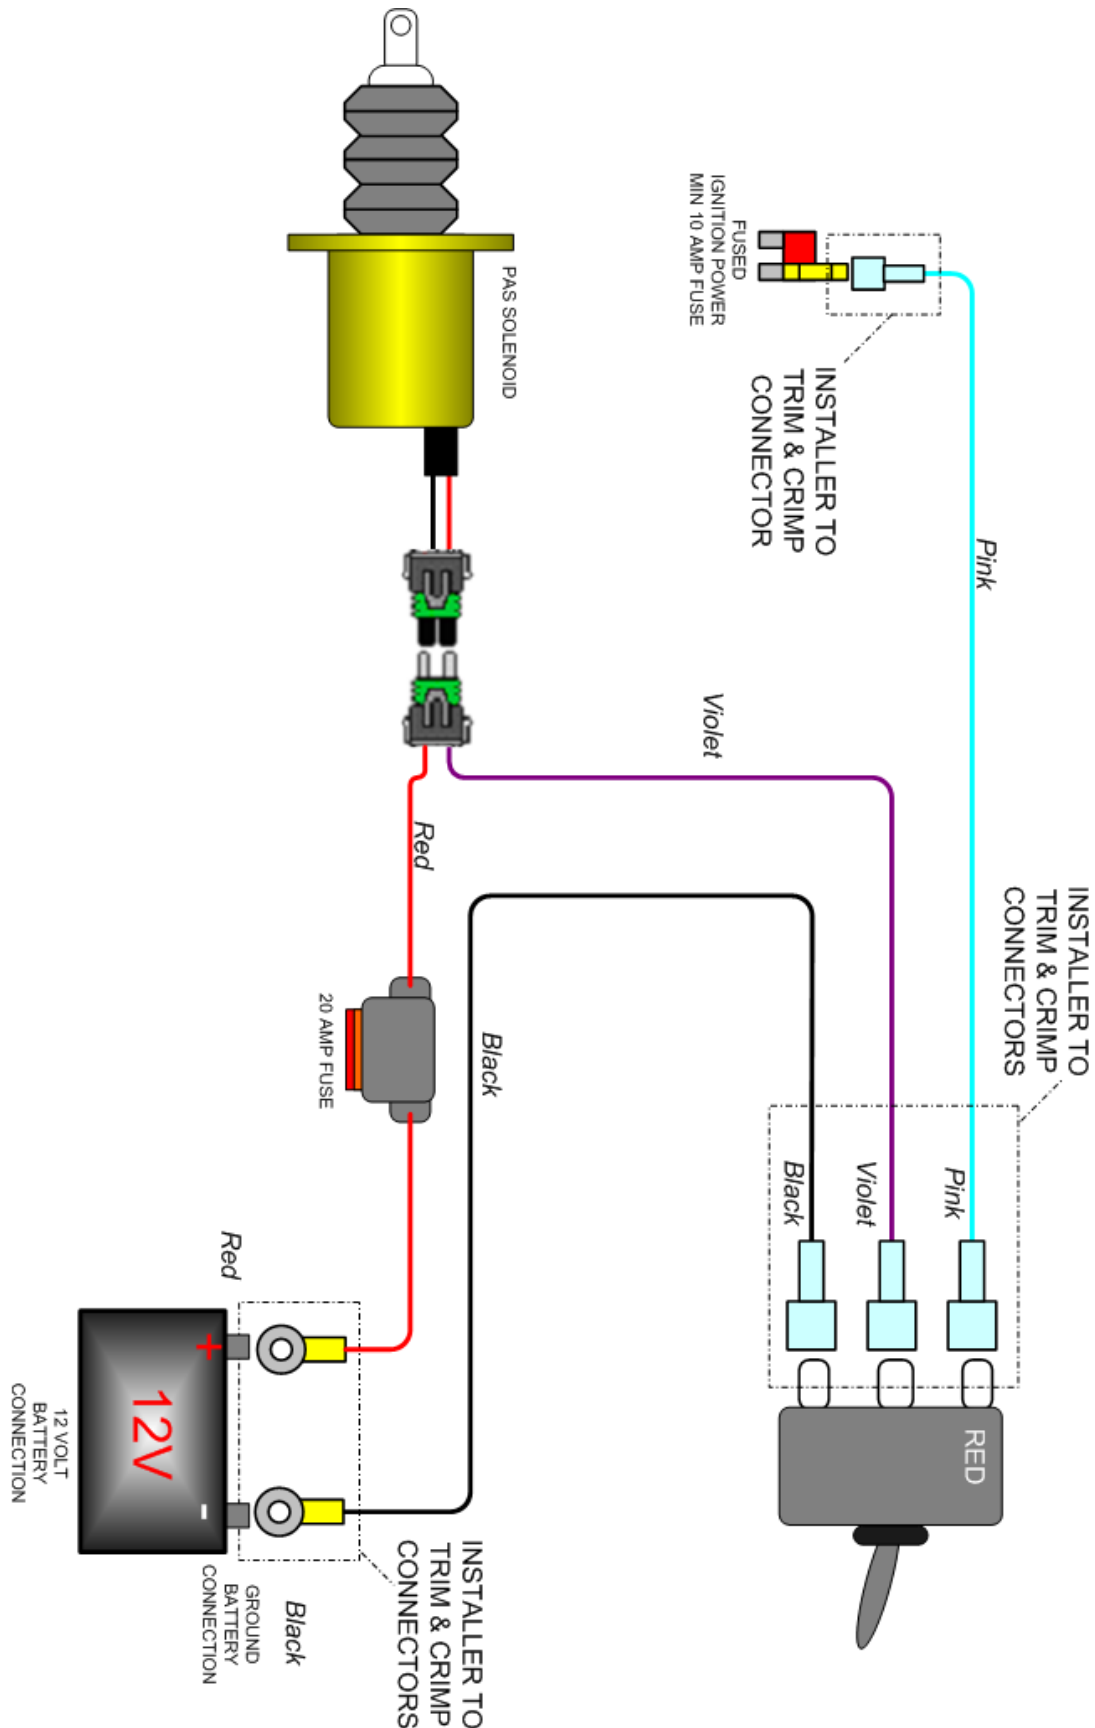 PAS SOLENOID
FUSED
IGNITION POWER
MIN 10 AMP FUSE
INSTALLER TO
TRIM & CRIMP
CONNECTOR
Pink
Violet
Red
20 AMP FUSE
Black
INSTALLER TO
TRIM & CRIMP
CONNECTORS
Black
Violet
Pink
RED
Red
+
12V
-
12 VOLT
BATTERY
CONNECTION
GROUND
BATTERY
CONNECTION
Black
INSTALLER TO
TRIM & CRIMP
CONNECTORS